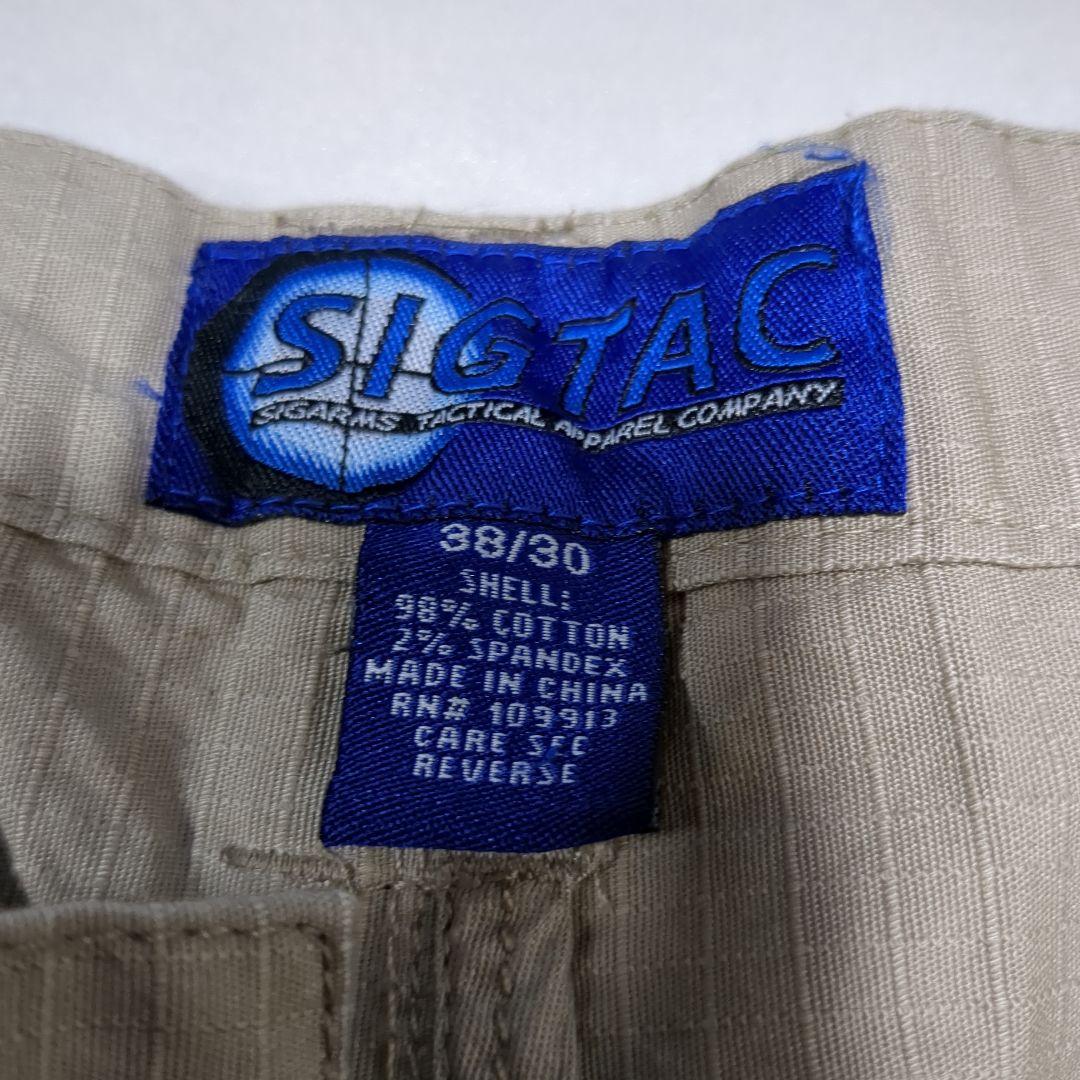 SIGTAC
SIGARMS TACTICAL APPAREL COMPANY
38/30
SHELL:
98% COTTON
2% SPANDEX
MADE IN CHINA
RN# 109913
CARE SEE
REVERSE